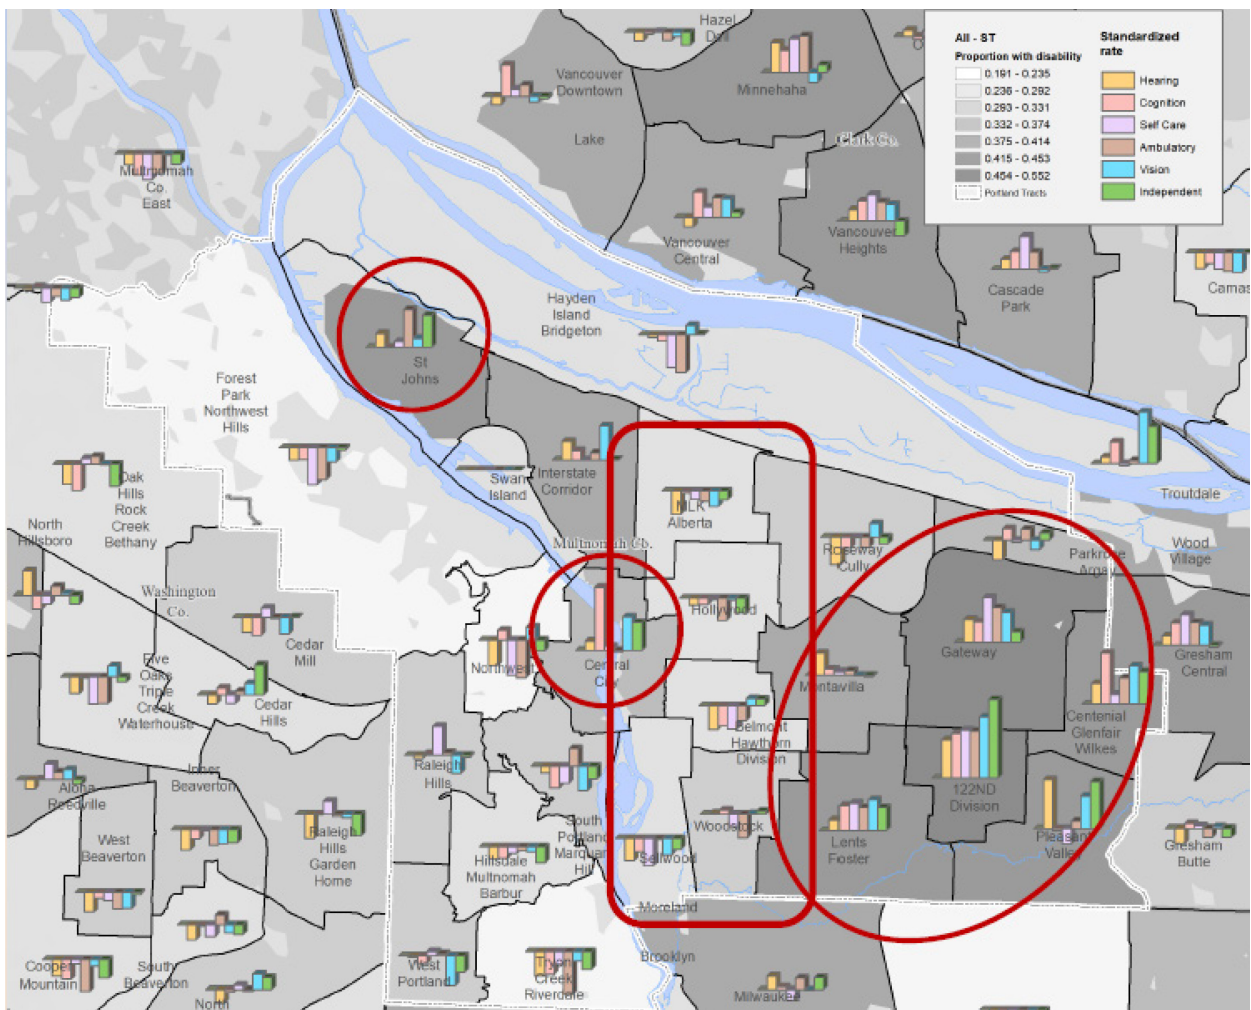 Hazel
Dell
Vancouver
Downtown
Minnehaha
Lake
Clark Co.
All - ST
Proportion with disability
0.191 - 0.235
0.236 - 0.292
0.293 - 0.331
0.332 - 0.374
0.375 - 0.414
0.415 - 0.453
0.454 - 0.552
Portland Tracts
Standardized
rate
Hearing
Cognition
Self Care
Ambulatory
Vision
Independent
Multnomah
Co.
East
Vancouver
Central
Vancouver
Heights
Cascade
Park
Camas
Hayden
Island
Bridgeton
St
Johns
Forest
Park
Northwest
Hills
Oak
Hills
Rock
Creek
Bethany
North
Hillsboro
Swan
Island
Interstate
Corridor
MLK
Alberta
Troutdale
Wood
Village
Multnomah Co.
Roseway
Cully
Parkrose
Argay
Washington
Co.
Cedar
Mill
Hollywood
Northwest
Central
City
Gateway
Gresham
Central
Five
Oaks
Triple
Creek
Waterhouse
Cedar
Hills
Montavilla
Centenial
Glenfair
Wilkes
Belmont
Hawthorn
Division
Raleigh
Hills
Aloha
Reedville
Inner
Beaverton
122ND
Division
West
Beaverton
Raleigh
Hills
Garden
Home
South
Portland
Marquam
Hill
Hillsdale
Multnomah
Barbur
Woodstock
Sellwood
Moreland
Brooklyn
Lents
Foster
Pleasant
Valley
Gresham
Butte
Cooper
Mountain
South
Beaverton
North
West
Portland
Tryon
Creek
Riverdale
Milwaukee